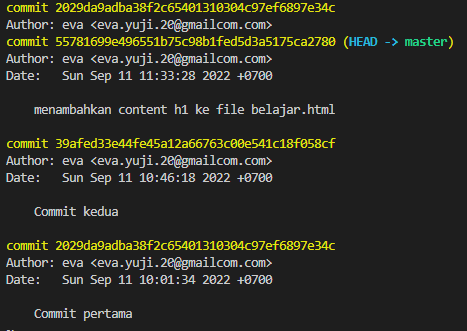 commit 2029da9adba38f2c65401310304c97ef6897e34c
Author: eva <eva.yuji.20@gmailcom.com>
commit 55781699e496551b75c98b1fed5d3a5175ca2780 (HEAD -> master)
Author: eva <eva.yuji.20@gmailcom.com>
Date:   Sun Sep 11 11:33:28 2022 +0700

    menambahkan content h1 ke file belajar.html

commit 39afed33e44fe45a12a66763c00e541c18f058cf
Author: eva <eva.yuji.20@gmailcom.com>
Date:   Sun Sep 11 10:46:18 2022 +0700

    Commit kedua

commit 2029da9adba38f2c65401310304c97ef6897e34c
Author: eva <eva.yuji.20@gmailcom.com>
Date:   Sun Sep 11 10:01:34 2022 +0700

    Commit pertama